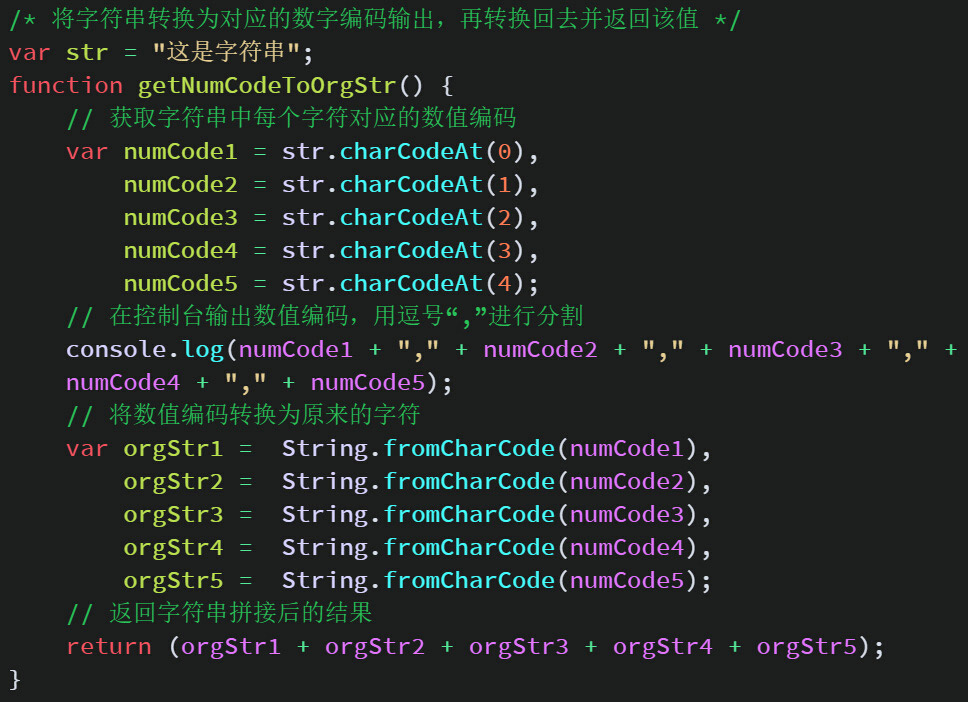 /* 将字符串转换为对应的数字编码输出，再转换回去并返回该值 */
var str = "这是字符串";
function getNumCodeToOrgStr() {
    // 获取字符串中每个字符对应的数值编码
    var numCode1 = str.charCodeAt(0),
        numCode2 = str.charCodeAt(1),
        numCode3 = str.charCodeAt(2),
        numCode4 = str.charCodeAt(3),
        numCode5 = str.charCodeAt(4);
    // 在控制台输出数值编码，用逗号“,”进行分割
    console.log(numCode1 + "," + numCode2 + "," + numCode3 + "," +
    numCode4 + "," + numCode5);
    // 将数值编码转换为原来的字符
    var orgStr1 =  String.fromCharCode(numCode1),
        orgStr2 =  String.fromCharCode(numCode2),
        orgStr3 =  String.fromCharCode(numCode3),
        orgStr4 =  String.fromCharCode(numCode4),
        orgStr5 =  String.fromCharCode(numCode5);
    // 返回字符串拼接后的结果
    return (orgStr1 + orgStr2 + orgStr3 + orgStr4 + orgStr5);
}